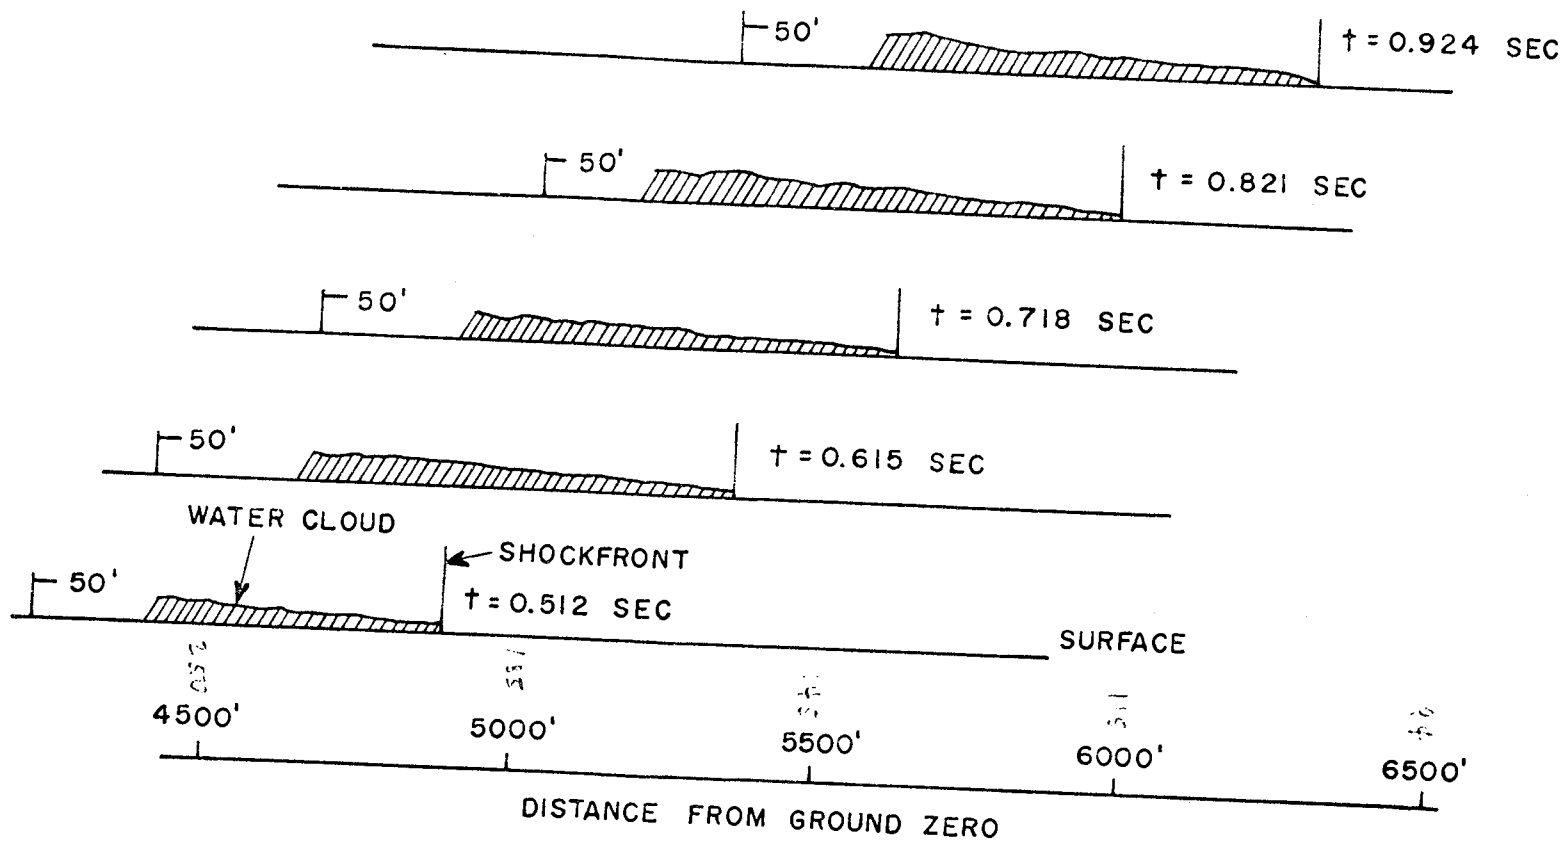 50' t = 0.924 SEC
50' t = 0.821 SEC
50' t = 0.718 SEC
50' t = 0.615 SEC
WATER CLOUD
50' SHOCKFRONT
t = 0.512 SEC
SURFACE
4500' 5000' 5500' 6000' 6500'
DISTANCE FROM GROUND ZERO